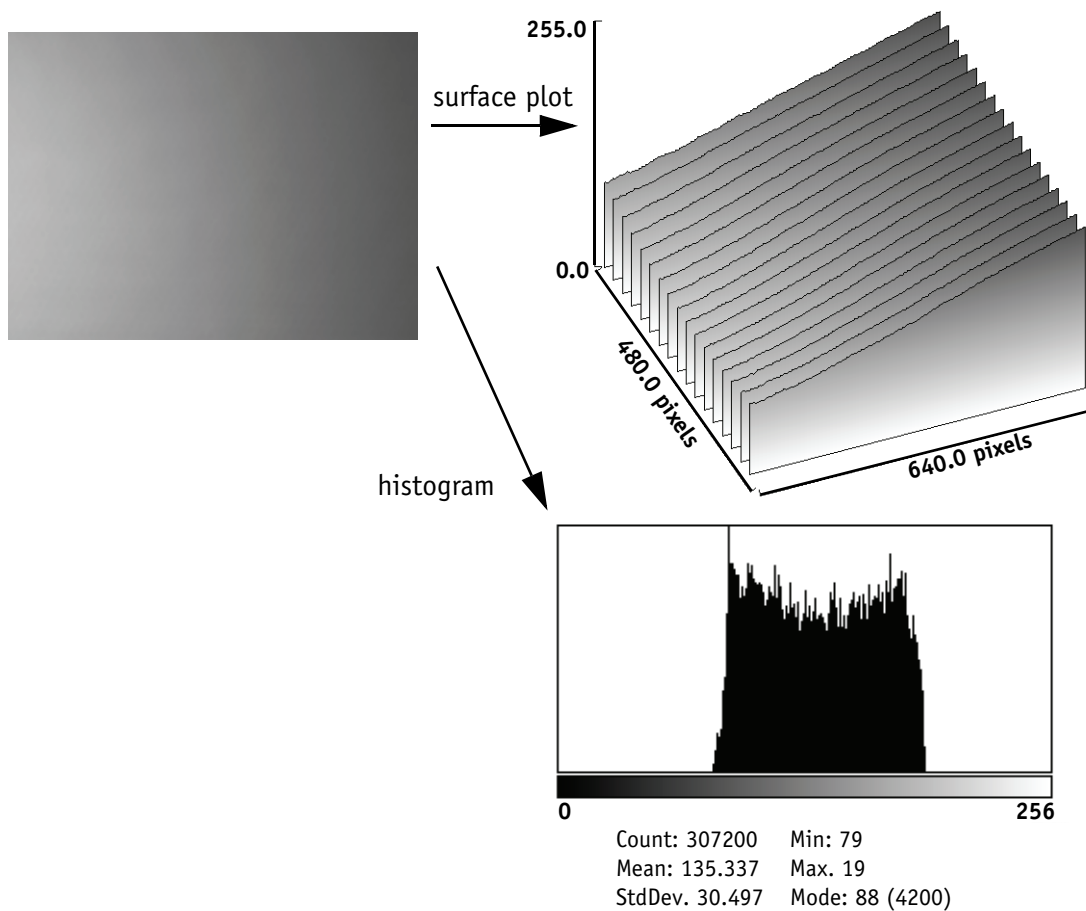 255.0
surface plot
0.0
480.0 pixels
640.0 pixels
histogram
0 256
Count: 307200 Min: 79
Mean: 135.337 Max. 19
StdDev. 30.497 Mode: 88 (4200)